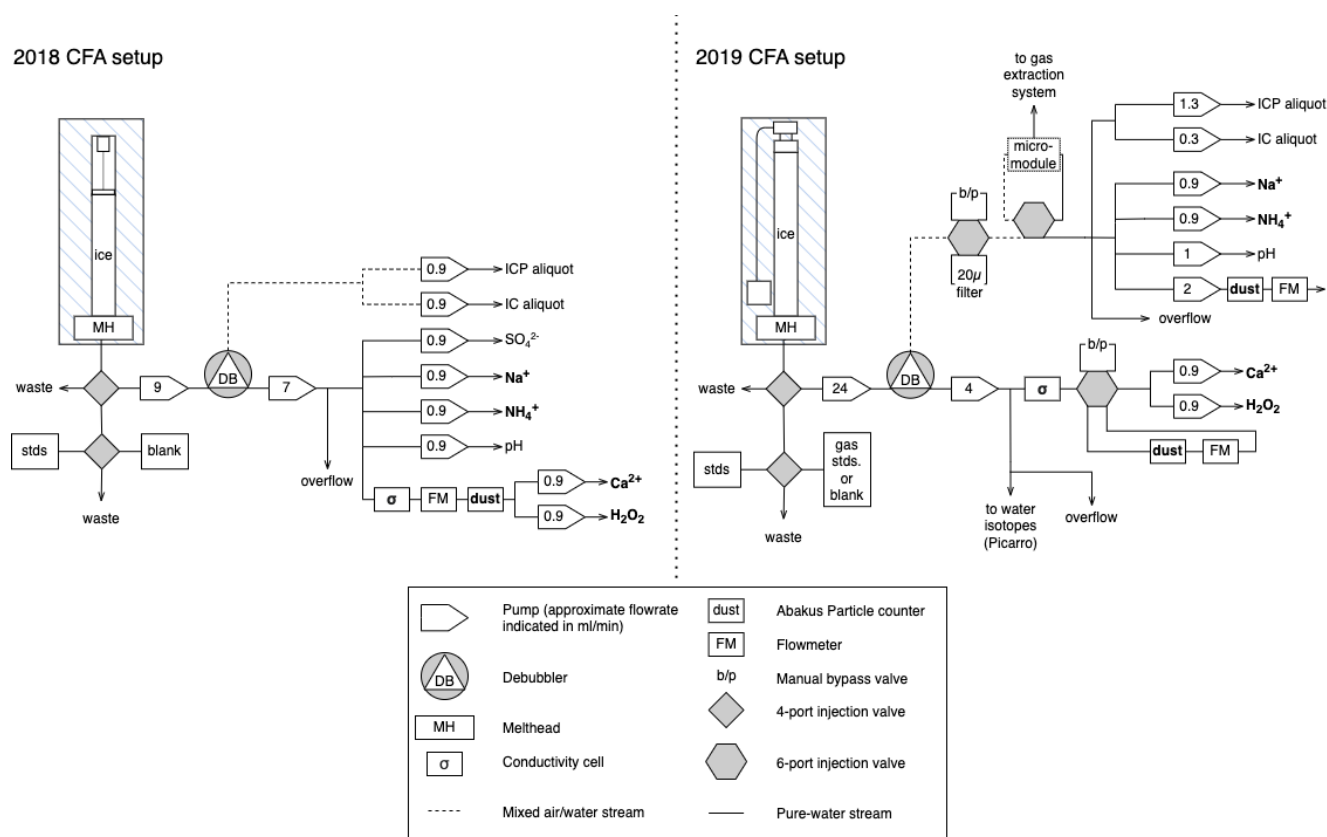 2018 CFA setup
ice
MH
waste
9
DB
7
stds
blank
waste
overflow
0.9
ICP aliquot
0.9
IC aliquot
0.9
SO₄²⁻
0.9
Na⁺
0.9
NH₄⁺
0.9
pH
σ
FM
dust
0.9
Ca²⁺
0.9
H₂O₂
2019 CFA setup
ice
MH
waste
24
DB
4
stds
gas
stds.
or
blank
waste
b/p
20µ
filter
to gas
extraction
system
micro-
module
1.3
ICP aliquot
0.3
IC aliquot
0.9
Na⁺
0.9
NH₄⁺
1
pH
2
dust
FM
overflow
σ
b/p
0.9
Ca²⁺
0.9
H₂O₂
dust
FM
to water
isotopes
(Picarro)
overflow
Pump (approximate flowrate
indicated in ml/min)
DB
Debubbler
MH
Melthead
σ
Conductivity cell
Mixed air/water stream
dust
Abakus Particle counter
FM
Flowmeter
b/p
Manual bypass valve
4-port injection valve
6-port injection valve
Pure-water stream